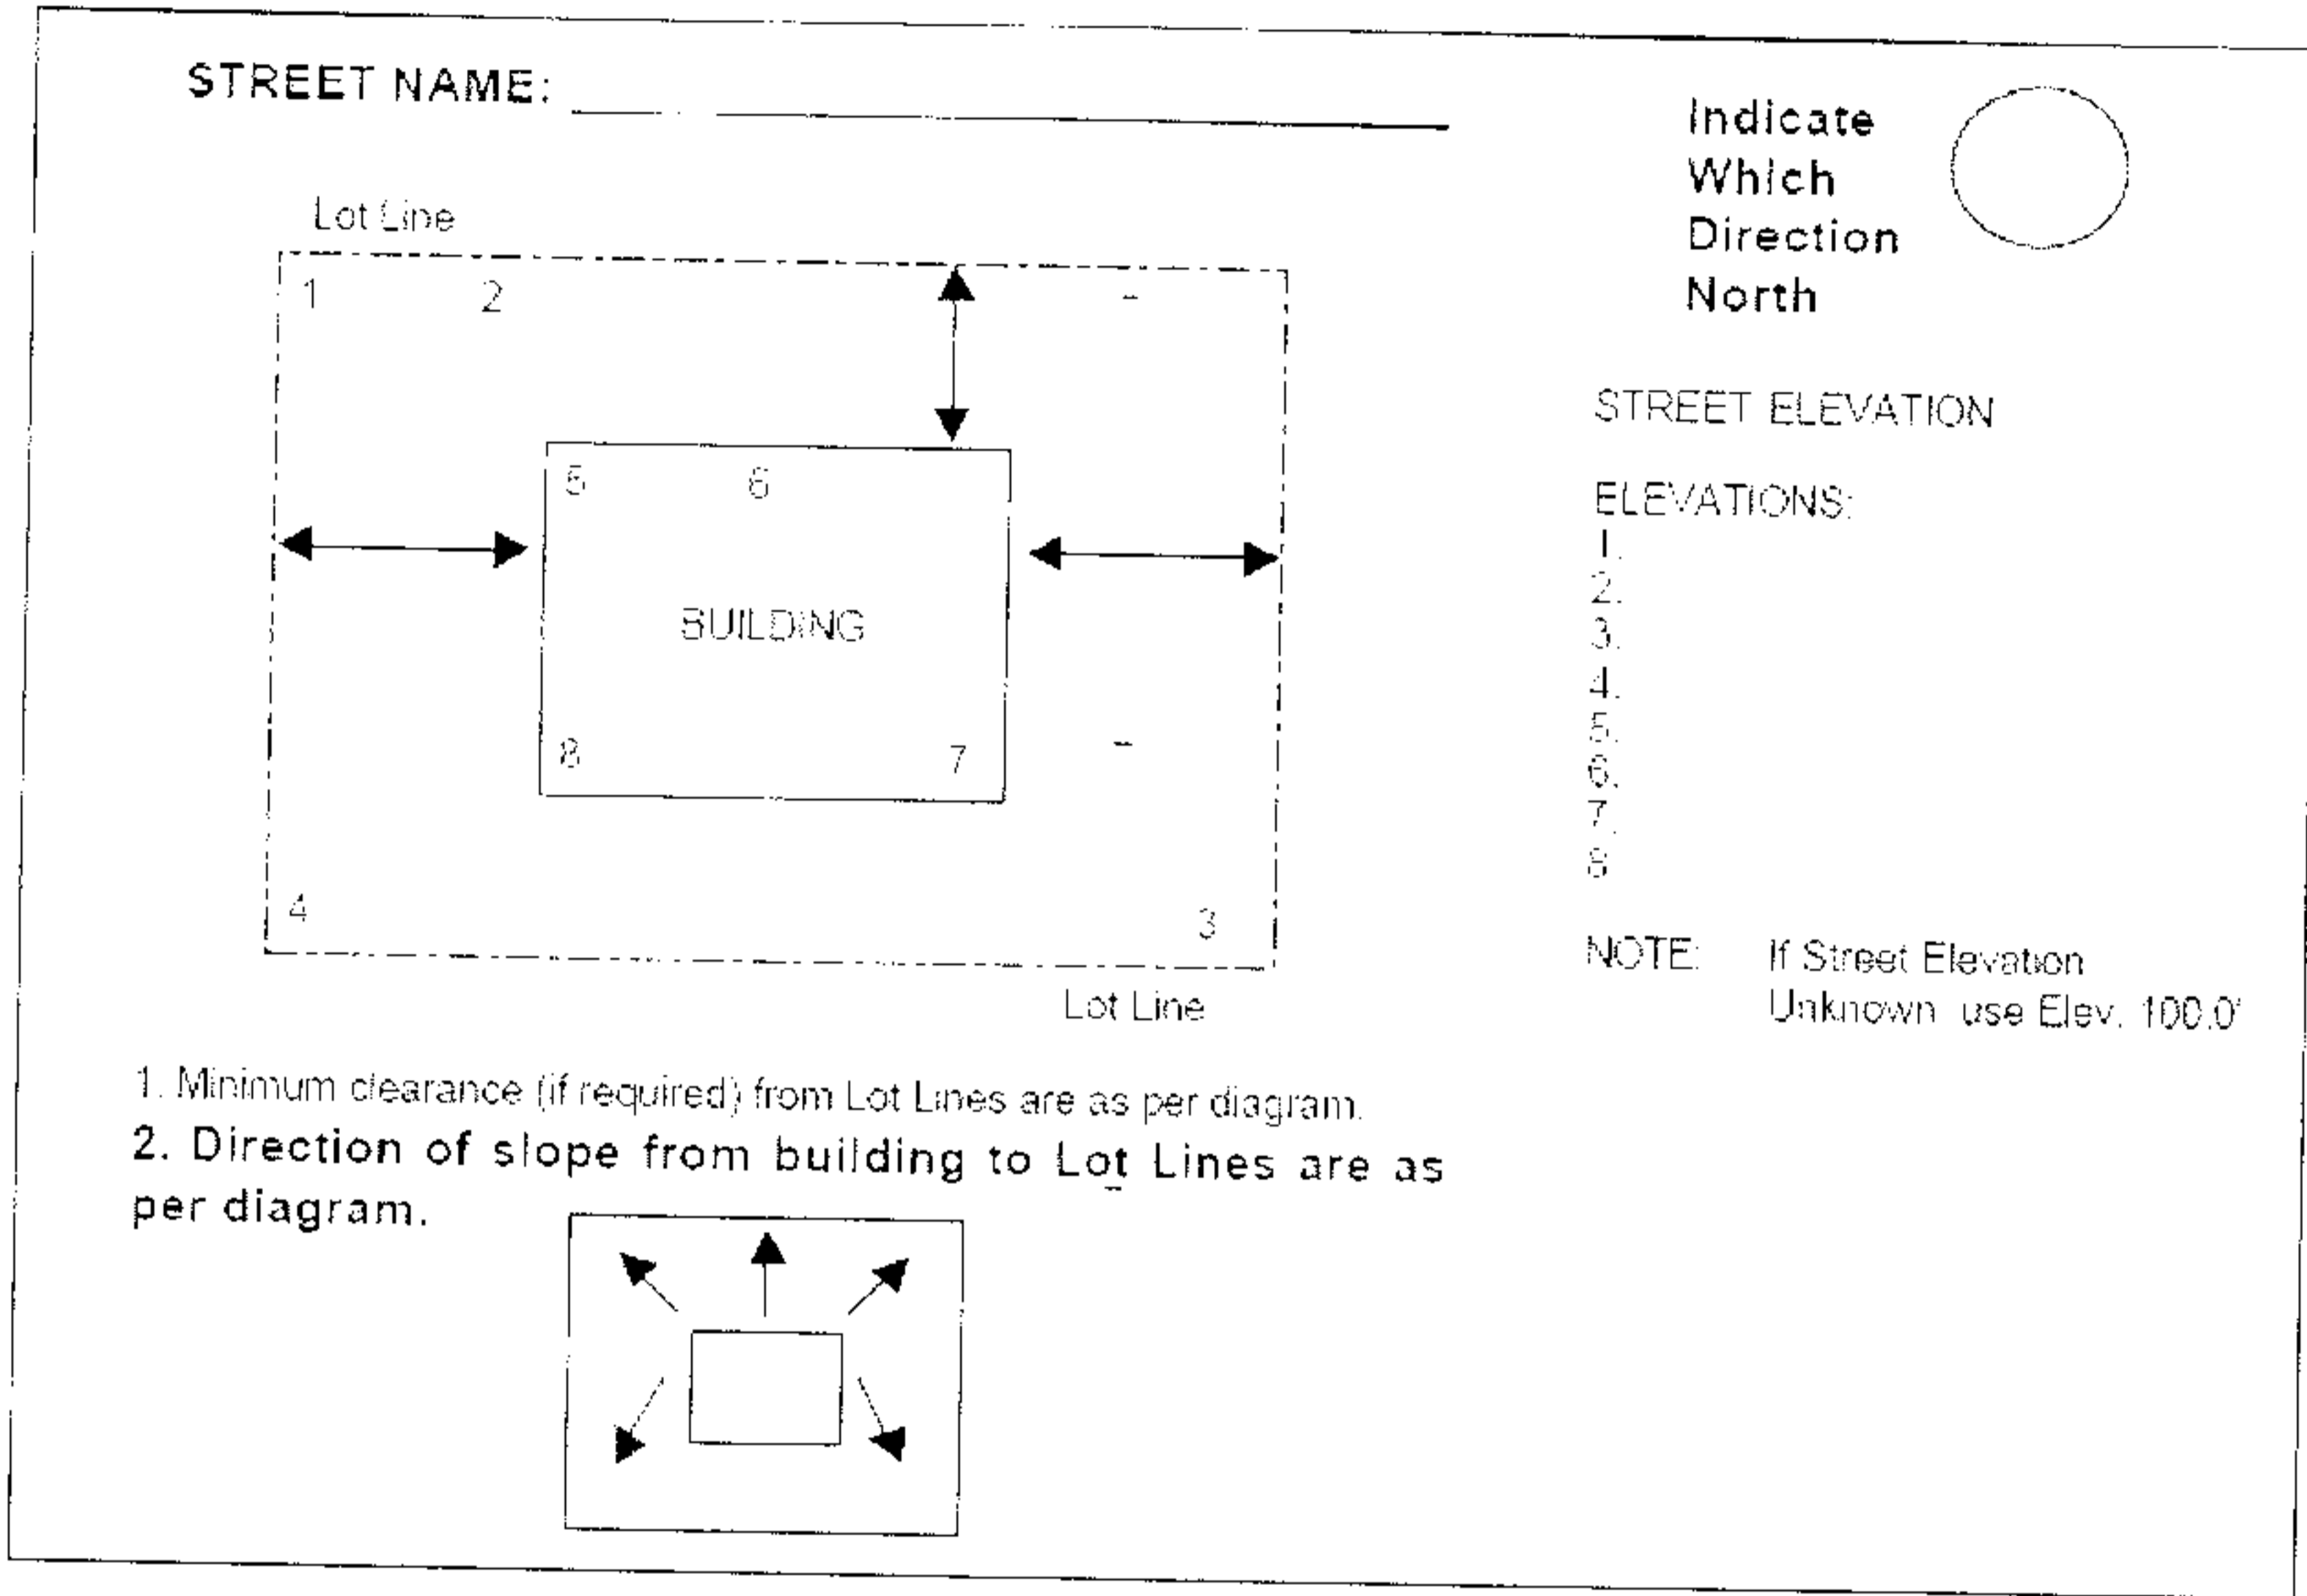 STREET NAME:
Indicate
Which
Direction
North
Lot Line
1 2
5 6
BUILDING
8 7
4 3
Lot Line
STREET ELEVATION
ELEVATIONS:
1.
2.
3.
4.
5.
6.
7.
8
NOTE: If Street Elevation
Unknown use Elev. 100.0'
1. Minimum clearance (if required) from Lot Lines are as per diagram.
2. Direction of slope from building to Lot Lines are as
per diagram.